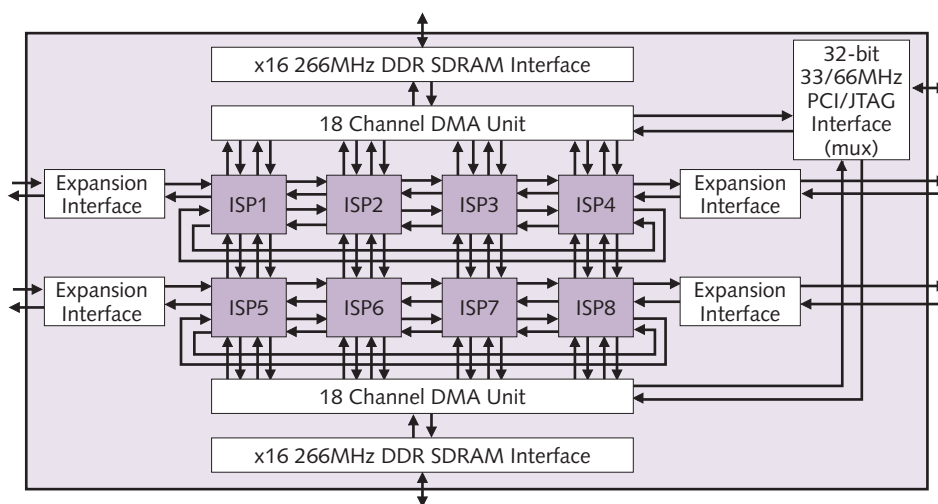 x16 266MHz DDR SDRAM Interface
32-bit
33/66MHz
PCI/JTAG
Interface
(mux)
18 Channel DMA Unit
Expansion
Interface
ISP1
ISP2
ISP3
ISP4
Expansion
Interface
Expansion
Interface
ISP5
ISP6
ISP7
ISP8
Expansion
Interface
18 Channel DMA Unit
x16 266MHz DDR SDRAM Interface